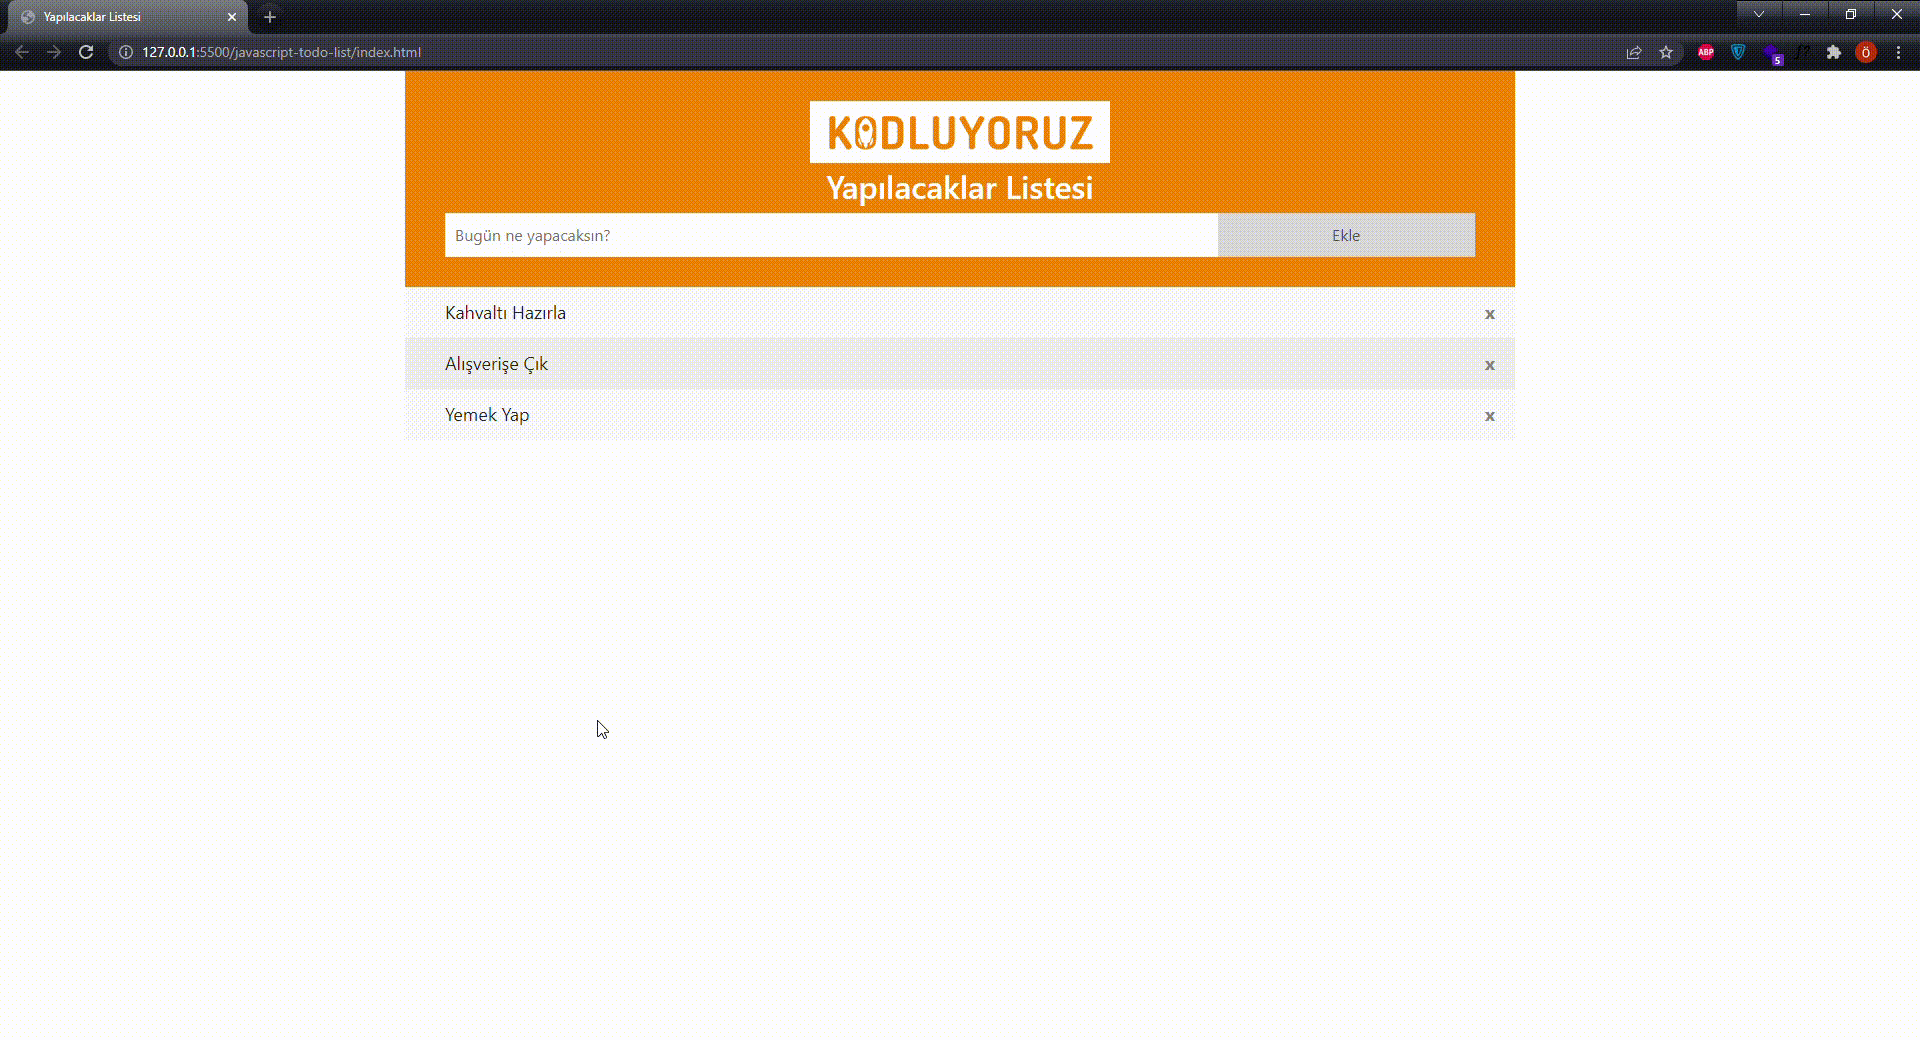 Yapılacaklar Listesi
127.0.0.1:5500/javascript-todo-list/index.html
ABP
5
Ö
KODLUYORUZ
Yapılacaklar Listesi
Bugün ne yapacaksın?
Ekle
Kahvaltı Hazırla
x
Alışverişe Çık
x
Yemek Yap
x